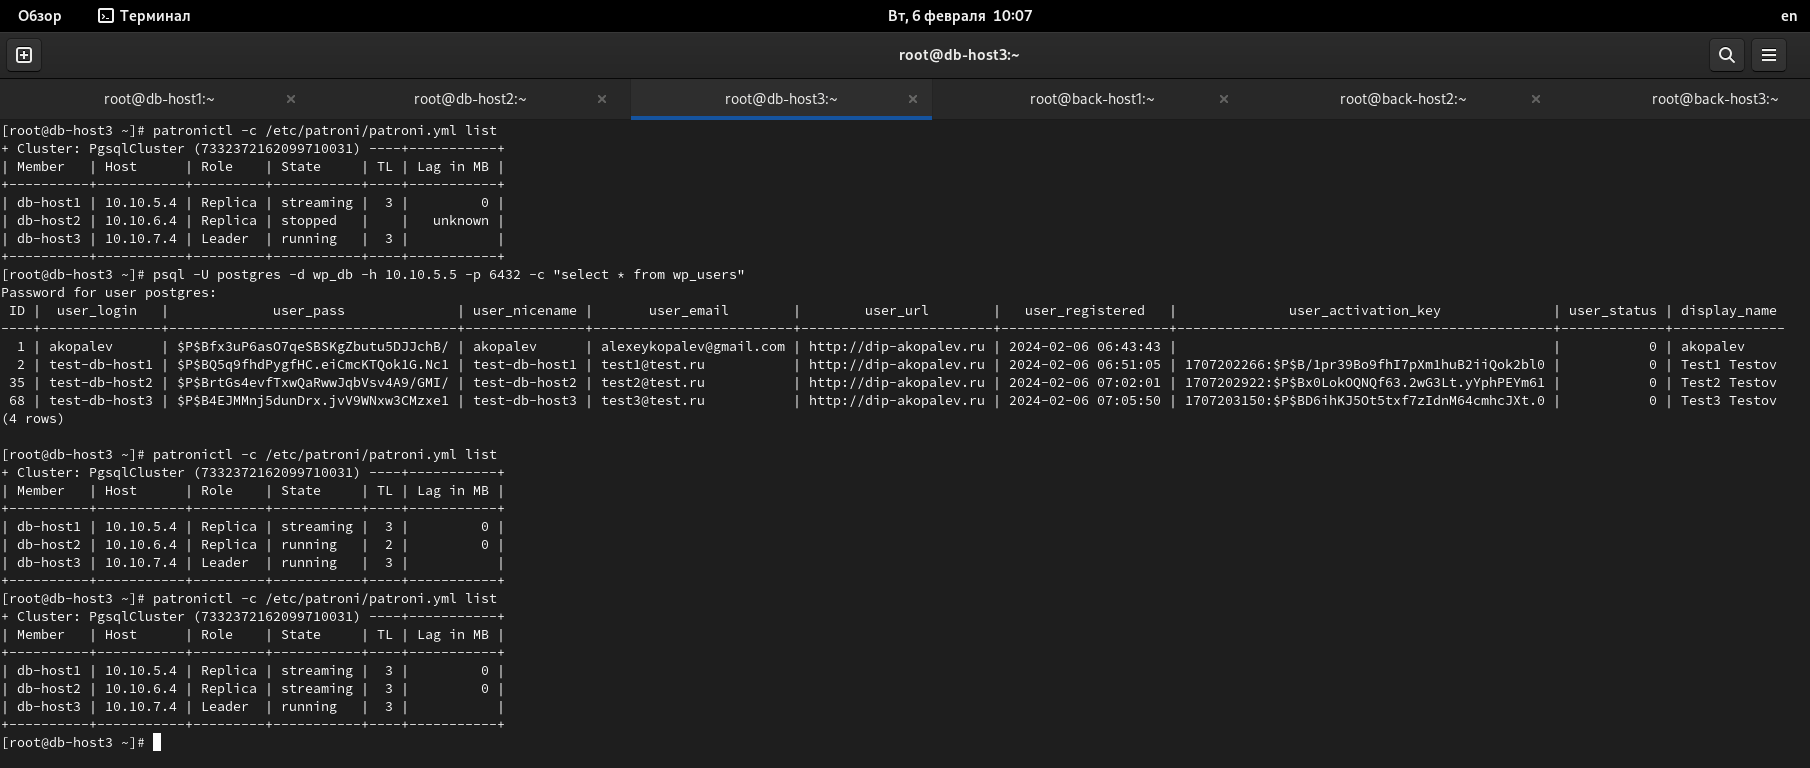 Обзор Терминал Вт, 6 февраля 10:07 en
root@db-host3:~
root@db-host1:~ × root@db-host2:~ × root@db-host3:~ × root@back-host1:~ × root@back-host2:~ × root@back-host3:~
[root@db-host3 ~]# patronictl -c /etc/patroni/patroni.yml list
+ Cluster: PgsqlCluster (7332372162099710031) ----+-----------+
| Member   | Host      | Role    | State     | TL | Lag in MB |
+----------+-----------+---------+-----------+----+-----------+
| db-host1 | 10.10.5.4 | Replica | streaming |  3 |         0 |
| db-host2 | 10.10.6.4 | Replica | stopped   |    |   unknown |
| db-host3 | 10.10.7.4 | Leader  | running   |  3 |           |
+----------+-----------+---------+-----------+----+-----------+
[root@db-host3 ~]# psql -U postgres -d wp_db -h 10.10.5.5 -p 6432 -c "select * from wp_users"
Password for user postgres:
 ID |  user_login   |             user_pass              | user_nicename |       user_email       |        user_url        |   user_registered   |              user_activation_key              | user_status | display_name
----+---------------+------------------------------------+---------------+------------------------+------------------------+---------------------+-----------------------------------------------+-------------+--------------
  1 | akopalev      | $P$Bfx3uP6asO7qeSBSKgZbutu5DJJchB/ | akopalev      | alexeykopalev@gmail.com | http://dip-akopalev.ru | 2024-02-06 06:43:43 |                                               |           0 | akopalev
  2 | test-db-host1 | $P$BQ5q9fhdPygfHC.eiCmcKTQok1G.Nc1 | test-db-host1 | test1@test.ru          | http://dip-akopalev.ru | 2024-02-06 06:51:05 | 1707202266:$P$B/1pr39Bo9fhI7pXm1huB2iiQok2bl0 |           0 | Test1 Testov
 35 | test-db-host2 | $P$BrtGs4evfTxwQaRwwJqbVsv4A9/GMI/ | test-db-host2 | test2@test.ru          | http://dip-akopalev.ru | 2024-02-06 07:02:01 | 1707202922:$P$Bx0LokOQNQf63.2wG3Lt.yYphPEYm61 |           0 | Test2 Testov
 68 | test-db-host3 | $P$B4EJMMnj5dunDrx.jvV9WNxw3CMzxe1 | test-db-host3 | test3@test.ru          | http://dip-akopalev.ru | 2024-02-06 07:05:50 | 1707203150:$P$BD6ihKJ5Ot5txf7zIdnM64cmhcJXt.0 |           0 | Test3 Testov
(4 rows)
[root@db-host3 ~]# patronictl -c /etc/patroni/patroni.yml list
+ Cluster: PgsqlCluster (7332372162099710031) ----+-----------+
| Member   | Host      | Role    | State     | TL | Lag in MB |
+----------+-----------+---------+-----------+----+-----------+
| db-host1 | 10.10.5.4 | Replica | streaming |  3 |         0 |
| db-host2 | 10.10.6.4 | Replica | running   |  2 |         0 |
| db-host3 | 10.10.7.4 | Leader  | running   |  3 |           |
+----------+-----------+---------+-----------+----+-----------+
[root@db-host3 ~]# patronictl -c /etc/patroni/patroni.yml list
+ Cluster: PgsqlCluster (7332372162099710031) ----+-----------+
| Member   | Host      | Role    | State     | TL | Lag in MB |
+----------+-----------+---------+-----------+----+-----------+
| db-host1 | 10.10.5.4 | Replica | streaming |  3 |         0 |
| db-host2 | 10.10.6.4 | Replica | streaming |  3 |         0 |
| db-host3 | 10.10.7.4 | Leader  | running   |  3 |           |
+----------+-----------+---------+-----------+----+-----------+
[root@db-host3 ~]#